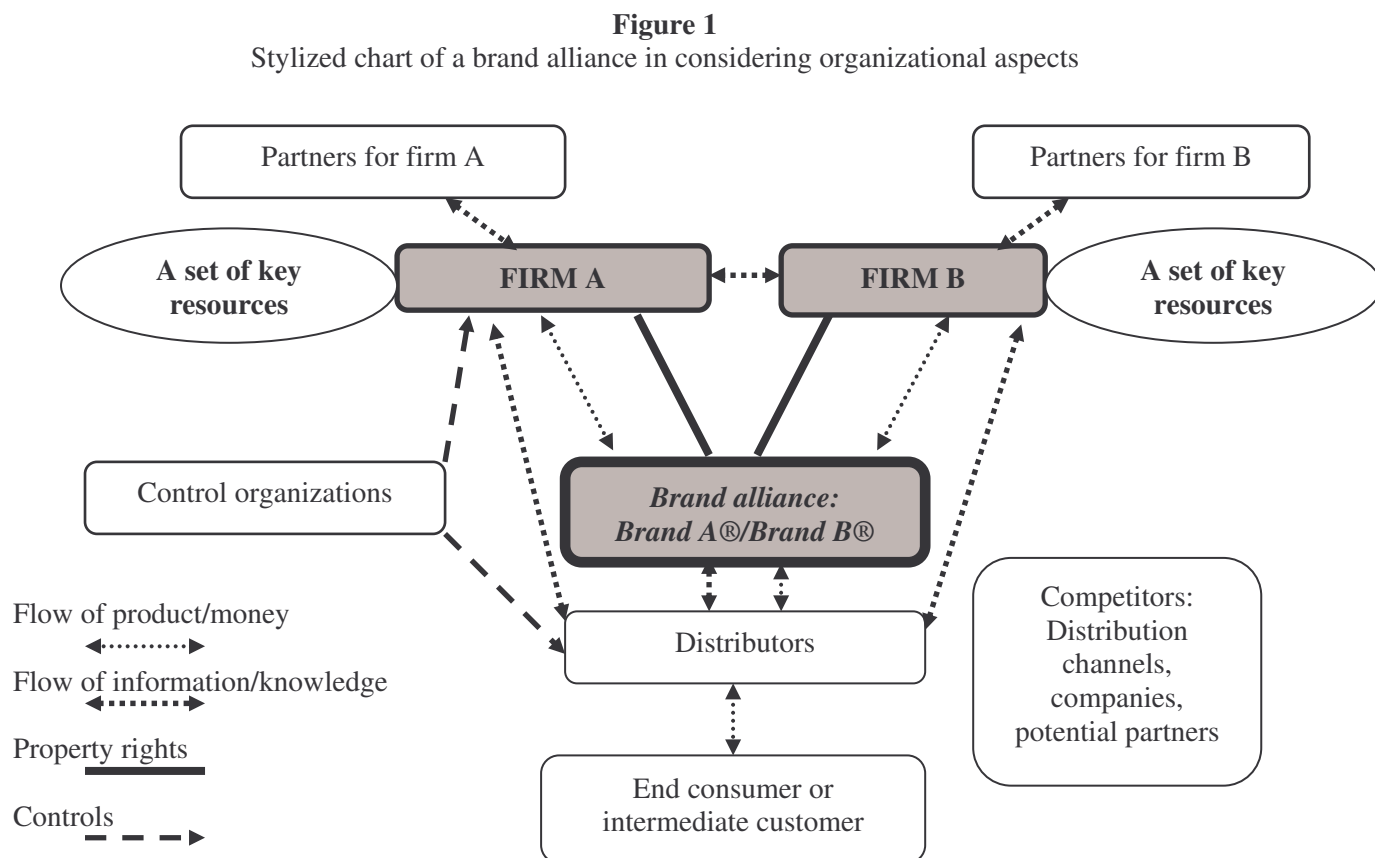 Figure 1
Stylized chart of a brand alliance in considering organizational aspects
Partners for firm A
Partners for firm B
A set of key
resources
FIRM A
FIRM B
A set of key
resources
Control organizations
Brand alliance:
Brand A®/Brand B®
Flow of product/money
Flow of information/knowledge
Property rights
Controls
Distributors
Competitors:
Distribution
channels,
companies,
potential partners
End consumer or
intermediate customer